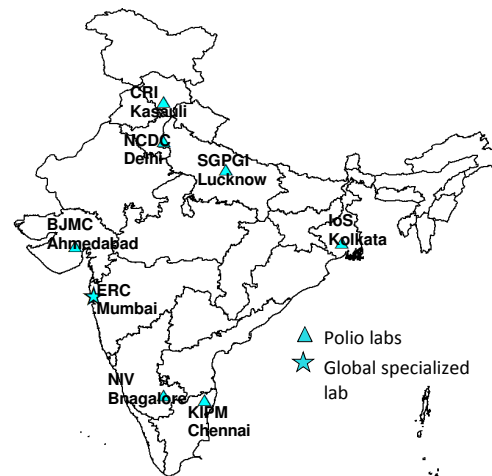 CRI
Kasauli
NCDC
Delhi
SGPGI
Lucknow
BJMC
Ahmedabad
IoS
Kolkata
ERC
Mumbai
Polio labs
Global specialized
lab
NIV
Bnagalore
KIPM
Chennai